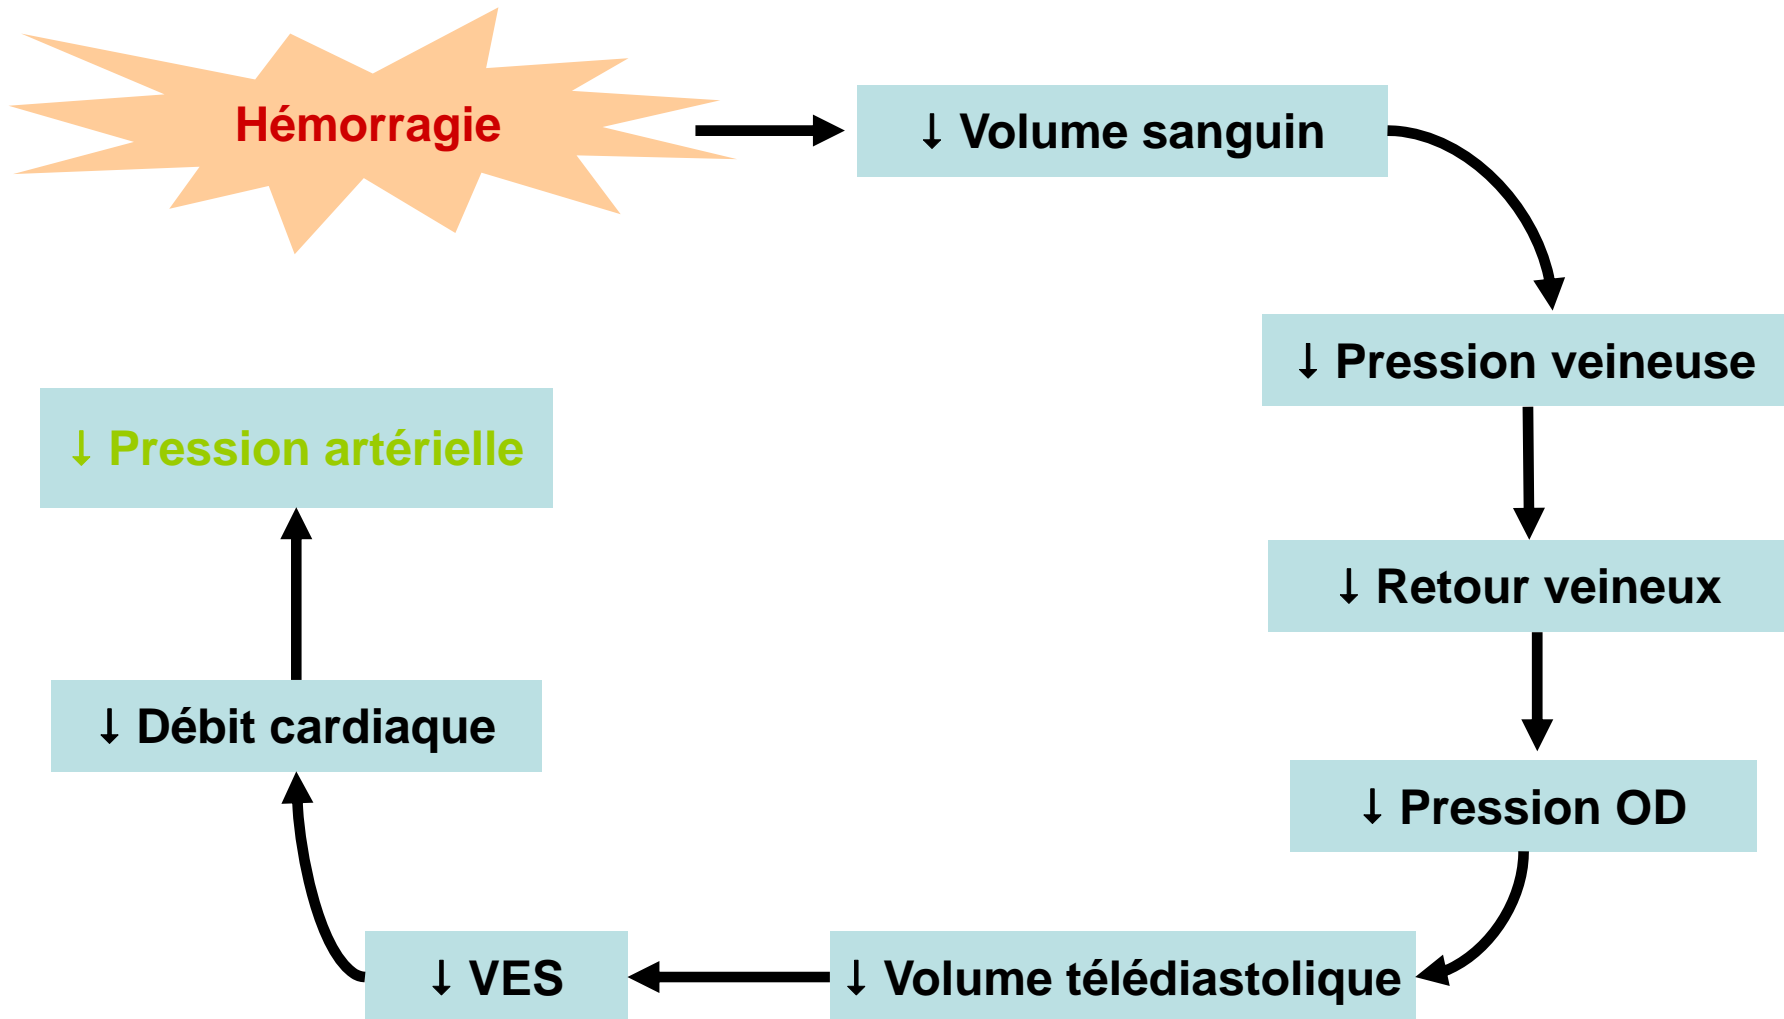 Hémorragie
↓ Volume sanguin
↓ Pression veineuse
↓ Retour veineux
↓ Pression OD
↓ Volume télédiastolique
↓ VES
↓ Débit cardiaque
↓ Pression artérielle